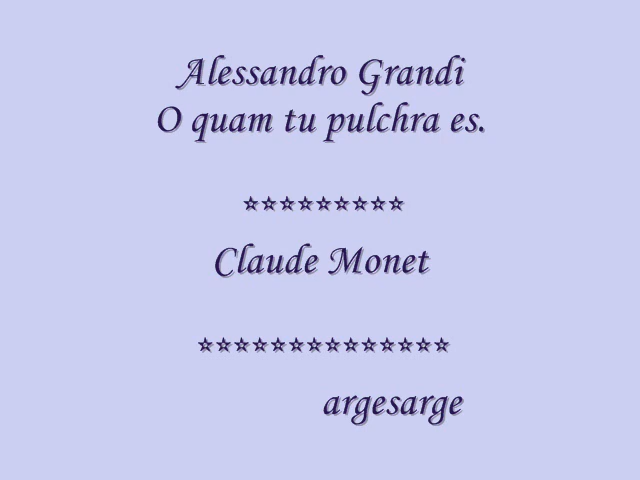 Alessandro Grandi
O quam tu pulchra es.
*********
Claude Monet
**************
argesarge